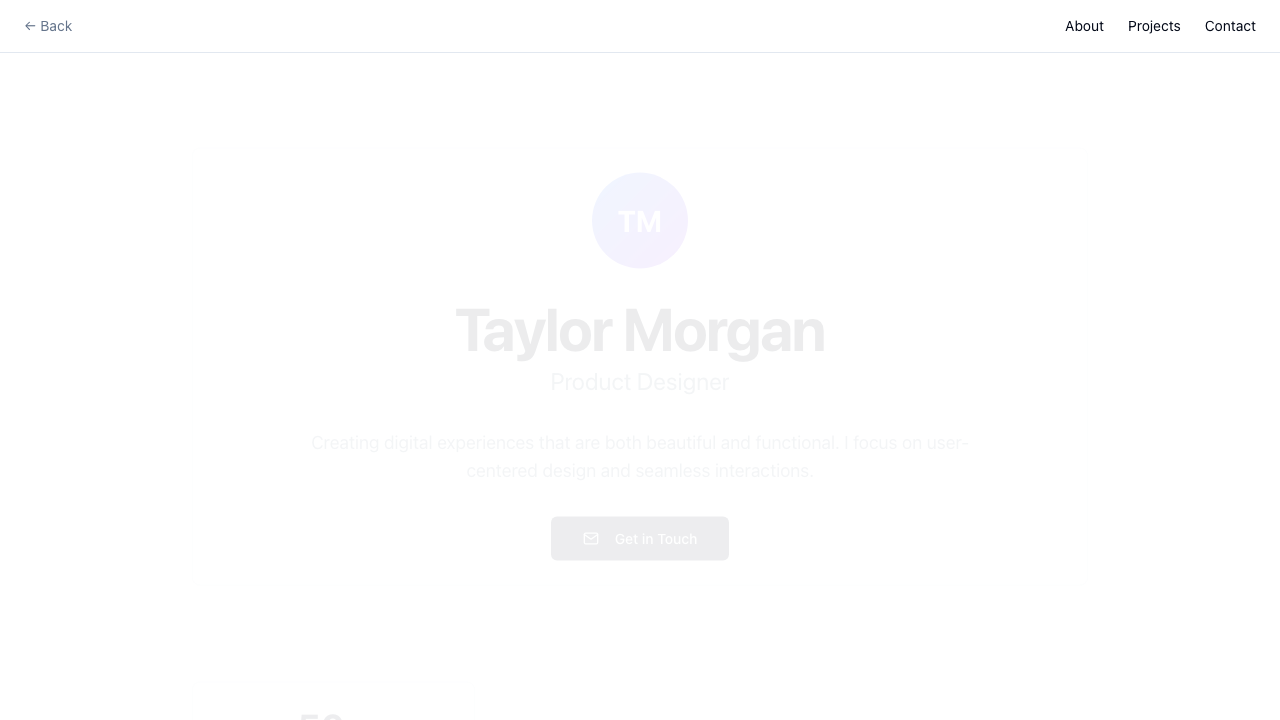 ← Back
About
Projects
Contact
TM
Taylor Morgan
Product Designer
Creating digital experiences that are both beautiful and functional. I focus on user-
centered design and seamless interactions.
Get in Touch